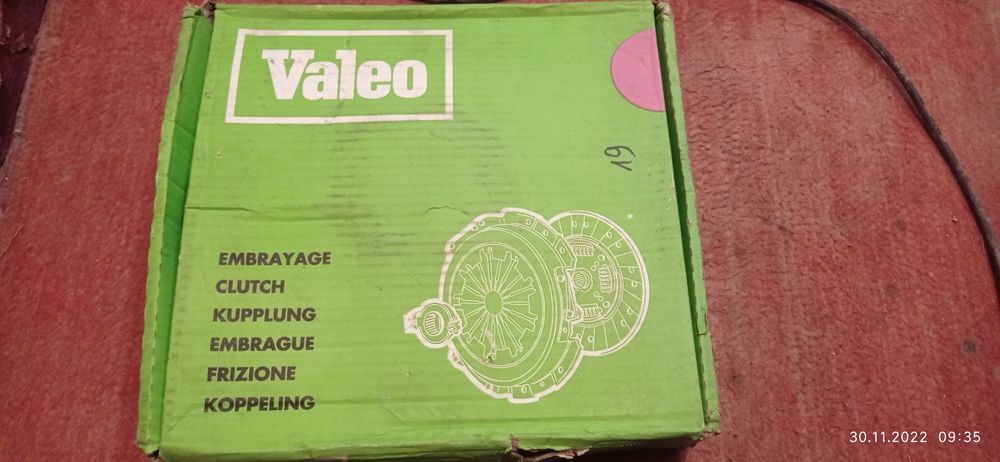 Valeo
19
EMBRAYAGE
CLUTCH
KUPPLUNG
EMBRAGUE
FRIZIONE
KOPPELING
*
30.11.2022 09:35